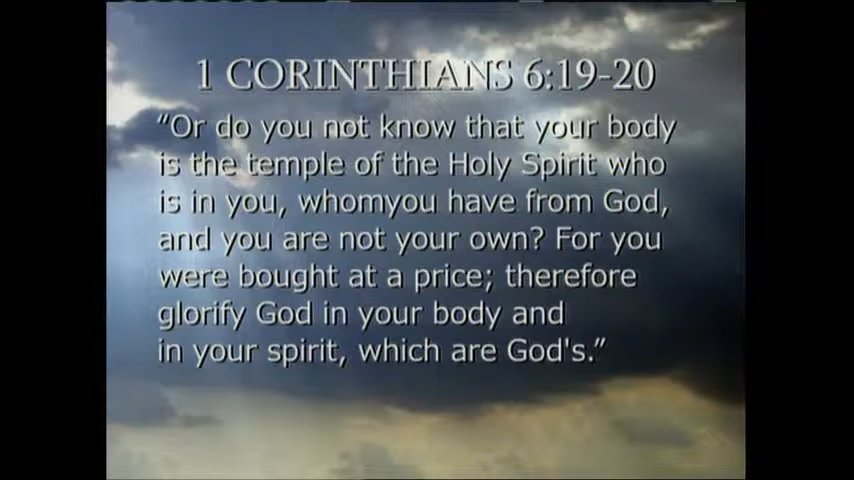 1 CORINTHIANS 6:19-20
“Or do you not know that your body
is the temple of the Holy Spirit who
is in you, whomyou have from God,
and you are not your own? For you
were bought at a price; therefore
glorify God in your body and
in your spirit, which are God's.”